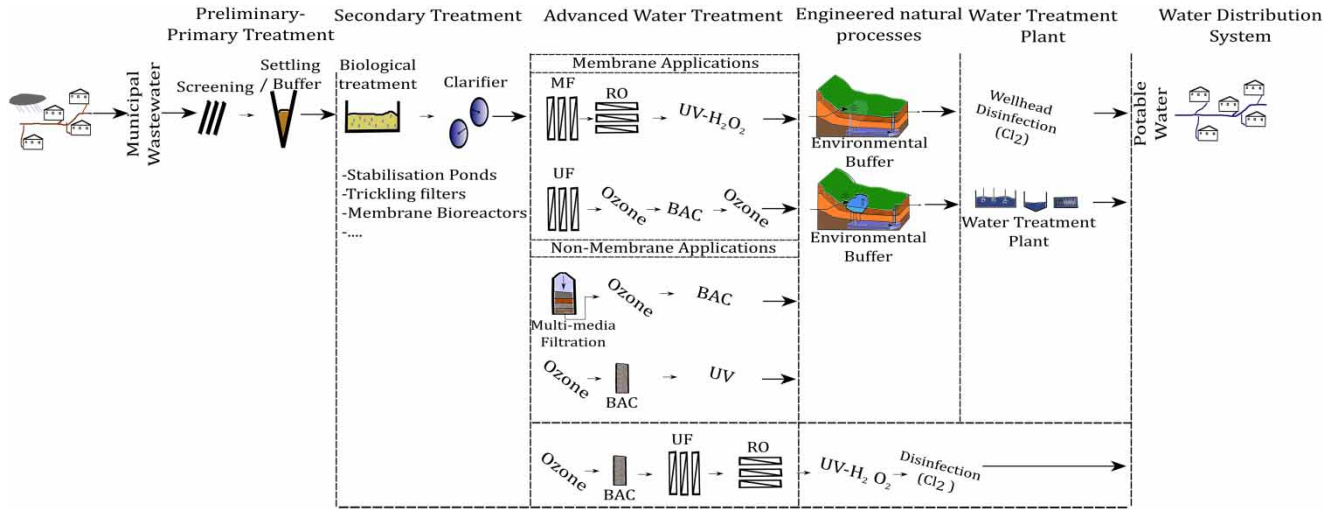 Preliminary-
Primary Treatment
Secondary Treatment
Advanced Water Treatment
Engineered natural
processes
Water Treatment
Plant
Water Distribution
System
Municipal
Wastewater
Screening
Settling
/ Buffer
Biological
treatment
Clarifier
-Stabilisation Ponds
-Trickling filters
-Membrane Bioreactors
-....
Membrane Applications
MF
RO
UV-H2O2
Environmental
Buffer
Wellhead
Disinfection
(Cl2)
Potable
Water
UF
Ozone
BAC
Ozone
Environmental
Buffer
Water Treatment
Plant
Non-Membrane Applications
Multi-media
Filtration
Ozone
BAC
Ozone
BAC
UV
Ozone
BAC
UF
RO
UV-H2 O2
Disinfection
(Cl2 )